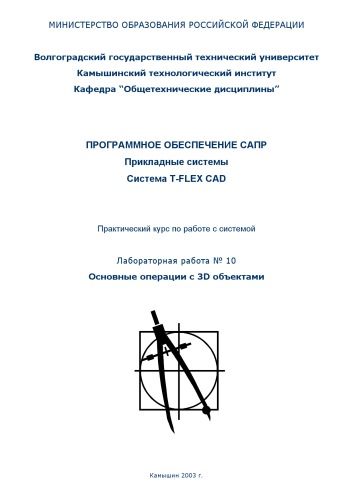 МИНИСТЕРСТВО ОБРАЗОВАНИЯ РОССИЙСКОЙ ФЕДЕРАЦИИ
Волгоградский государственный технический университет
Камышинский технологический институт
Кафедра “Общетехнические дисциплины”
ПРОГРАММНОЕ ОБЕСПЕЧЕНИЕ САПР
Прикладные системы
Система T-FLEX CAD
Практический курс по работе с системой
Лабораторная работа № 10
Основные операции с 3D объектами
Камышин 2003 г.